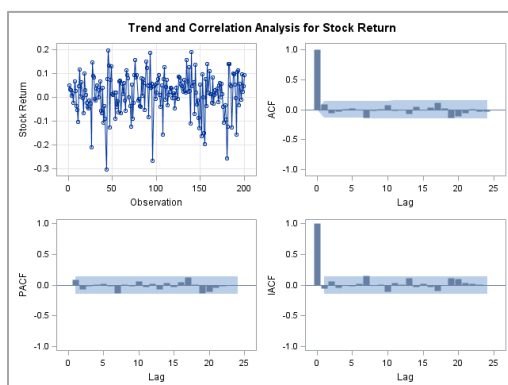 Trend and Correlation Analysis for Stock Return
0.2
0.1
0.0
-0.1
-0.2
-0.3
Stock Return
0 50 100 150 200
Observation
1.0
0.5
0.0
-0.5
-1.0
ACF
0 5 10 15 20 25
Lag
1.0
0.5
0.0
-0.5
-1.0
PACF
0 5 10 15 20 25
Lag
1.0
0.5
0.0
-0.5
-1.0
IACF
0 5 10 15 20 25
Lag